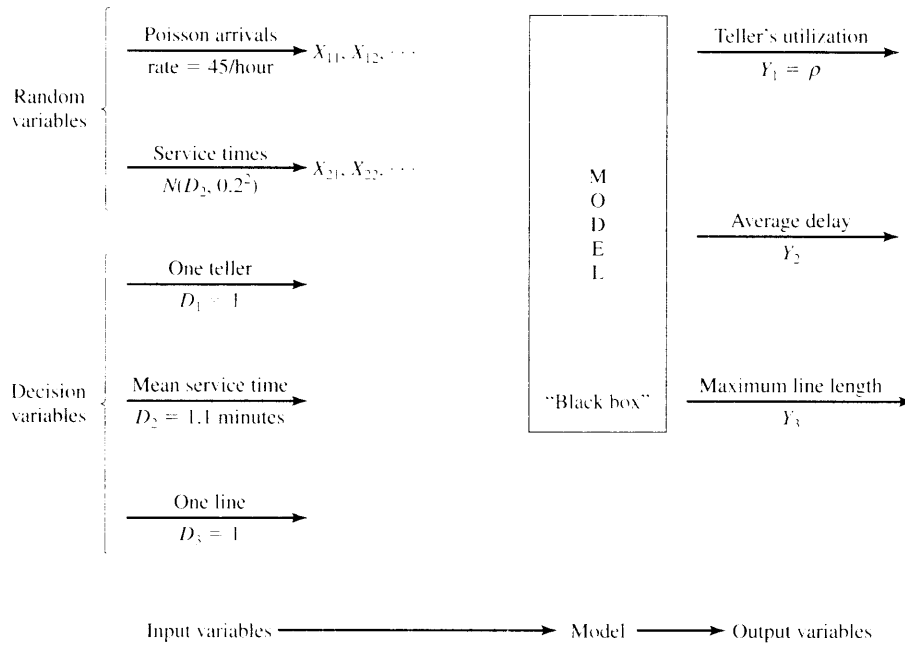 Random
variables
Poisson arrivals
rate = 45/hour
X₁₁, X₁₂, · · ·
Service times
N(D₂, 0.2²)
X₂₁, X₂₂, · · ·
Decision
variables
One teller
D₁ = 1
Mean service time
D₂ = 1.1 minutes
One line
D₃ = 1
M
O
D
E
L
“Black box”
Teller's utilization
Y₁ = ρ
Average delay
Y₂
Maximum line length
Y₃
Input variables
Model
Output variables